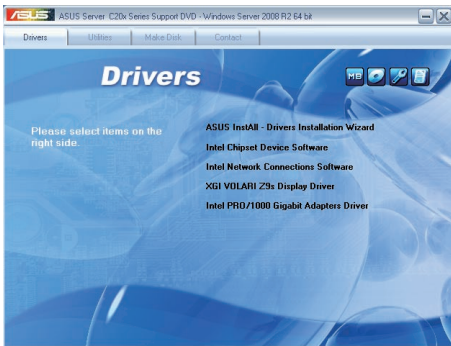 ASUS ASUS Server C20x Series Support DVD - Windows Server 2008 R2 64 bit
Drivers Utilities Make Disk Contact
Drivers
MB
Please select items on the
right side.
ASUS InstAll - Drivers Installation Wizard
Intel Chipset Device Software
Intel Network Connections Software
XGI VOLARI Z9s Display Driver
Intel PRO/1000 Gigabit Adapters Driver